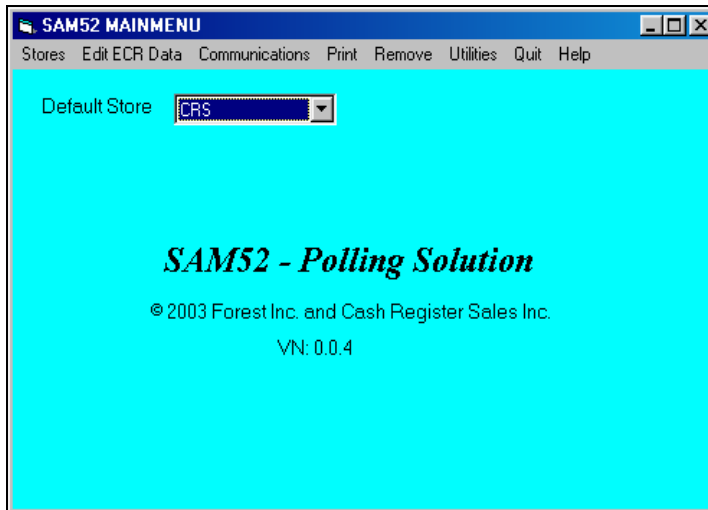 SAM52 MAINMENU
Stores Edit ECR Data Communications Print Remove Utilities Quit Help
Default Store CRS
SAM52 - Polling Solution
© 2003 Forest Inc. and Cash Register Sales Inc.
VN: 0.0.4